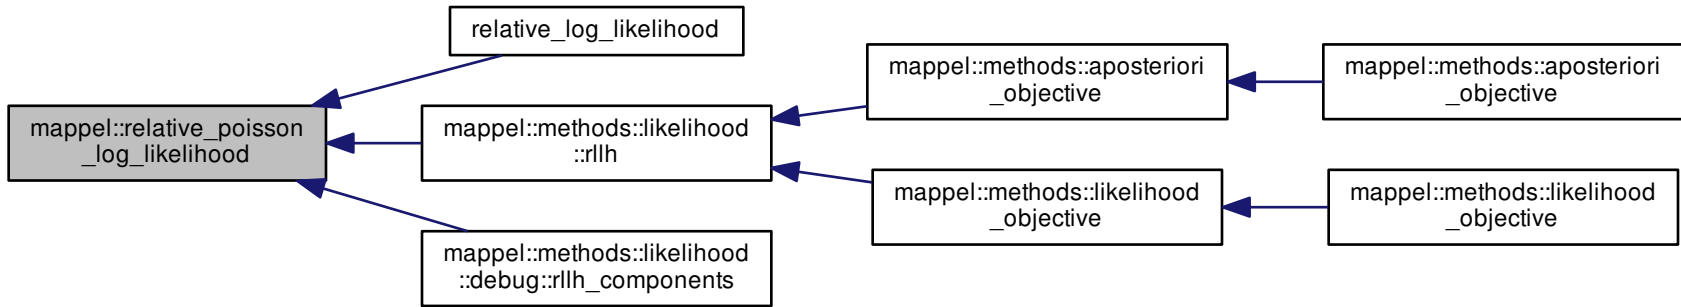 relative_log_likelihood
mappel::relative_poisson
_log_likelihood
mappel::methods::likelihood
::rllh
mappel::methods::likelihood
::debug::rllh_components
mappel::methods::aposteriori
_objective
mappel::methods::likelihood
_objective
mappel::methods::aposteriori
_objective
mappel::methods::likelihood
_objective